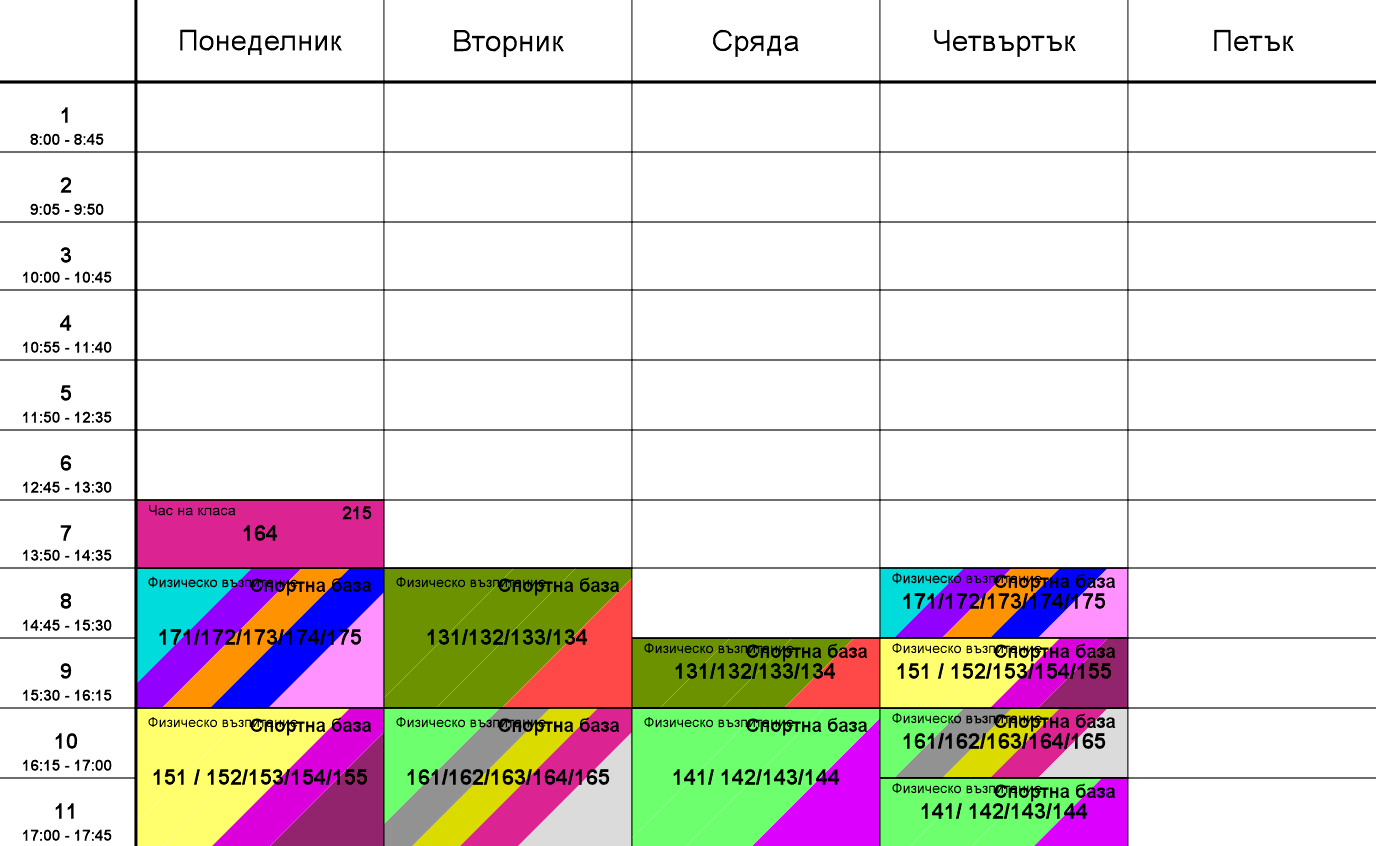 Понеделник Вторник Сряда Четвъртък Петък
1
8:00 - 8:45
2
9:05 - 9:50
3
10:00 - 10:45
4
10:55 - 11:40
5
11:50 - 12:35
6
12:45 - 13:30
7
13:50 - 14:35
Час на класа 215
164
8
14:45 - 15:30
Физическо възпитание Спортна база
171/172/173/174/175
Физическо възпитание Спортна база
131/132/133/134
Физическо възпитание Спортна база
171/172/173/174/175
9
15:30 - 16:15
Физическо възпитание Спортна база
131/132/133/134
Физическо възпитание Спортна база
151 / 152/153/154/155
10
16:15 - 17:00
Физическо възпитание Спортна база
151 / 152/153/154/155
Физическо възпитание Спортна база
161/162/163/164/165
Физическо възпитание Спортна база
141/ 142/143/144
Физическо възпитание Спортна база
161/162/163/164/165
11
17:00 - 17:45
Физическо възпитание Спортна база
141/ 142/143/144